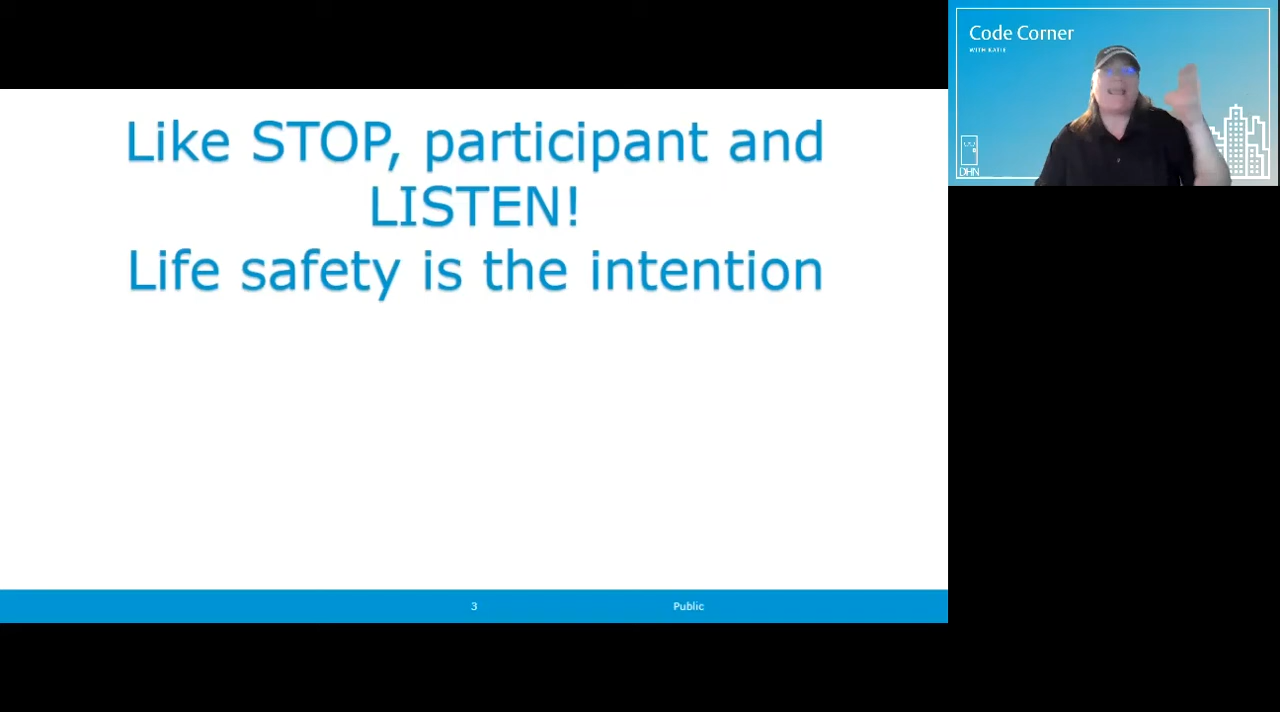 Like STOP, participant and
LISTEN!
Life safety is the intention
3
Public
Code Corner
WITH KATIE
DHN